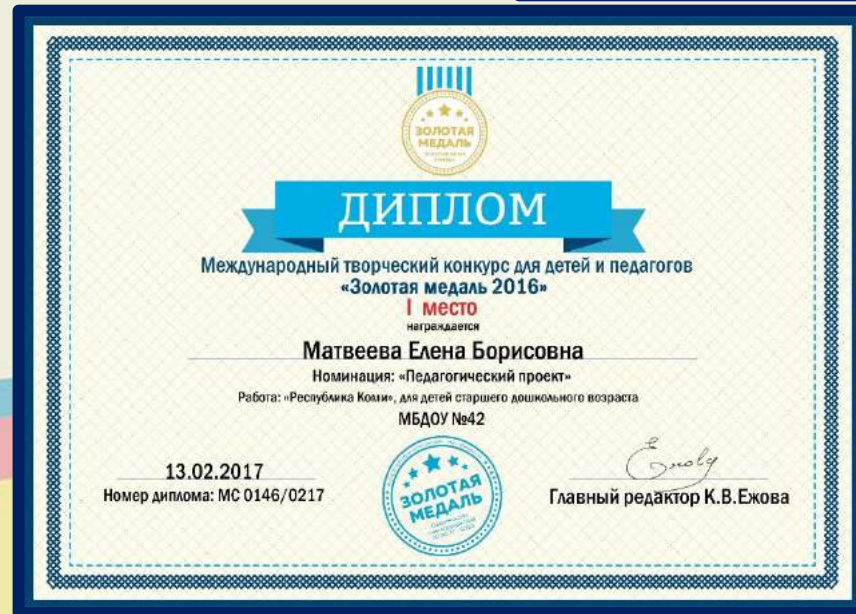 ЗОЛОТАЯ
МЕДАЛЬ
ДИПЛОМ
Международный творческий конкурс для детей и педагогов
«Золотая медаль 2016»
I место
награждается
Матвеева Елена Борисовна
Номинация: «Педагогический проект»
Работа: «Республика Коми», для детей старшего дошкольного возраста
МБДОУ №42
13.02.2017
Номер диплома: МС 0146/0217
ЗОЛОТАЯ
МЕДАЛЬ
Главный редактор К.В.Ежова